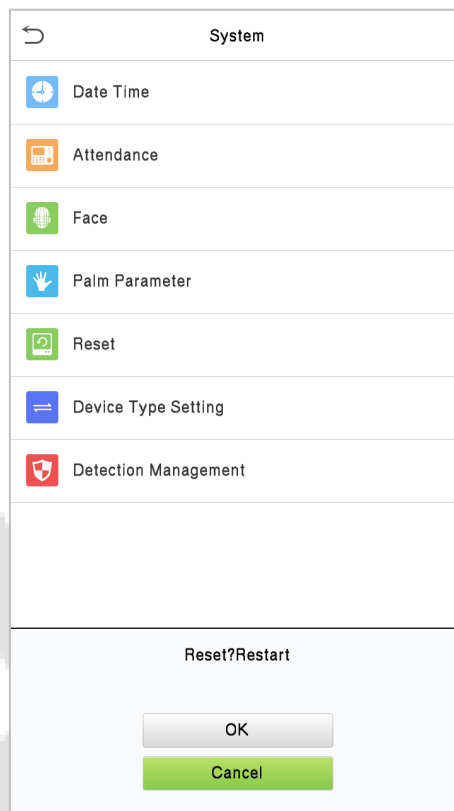 System
Date Time
Attendance
Face
Palm Parameter
Reset
Device Type Setting
Detection Management
Reset?Restart
OK
Cancel